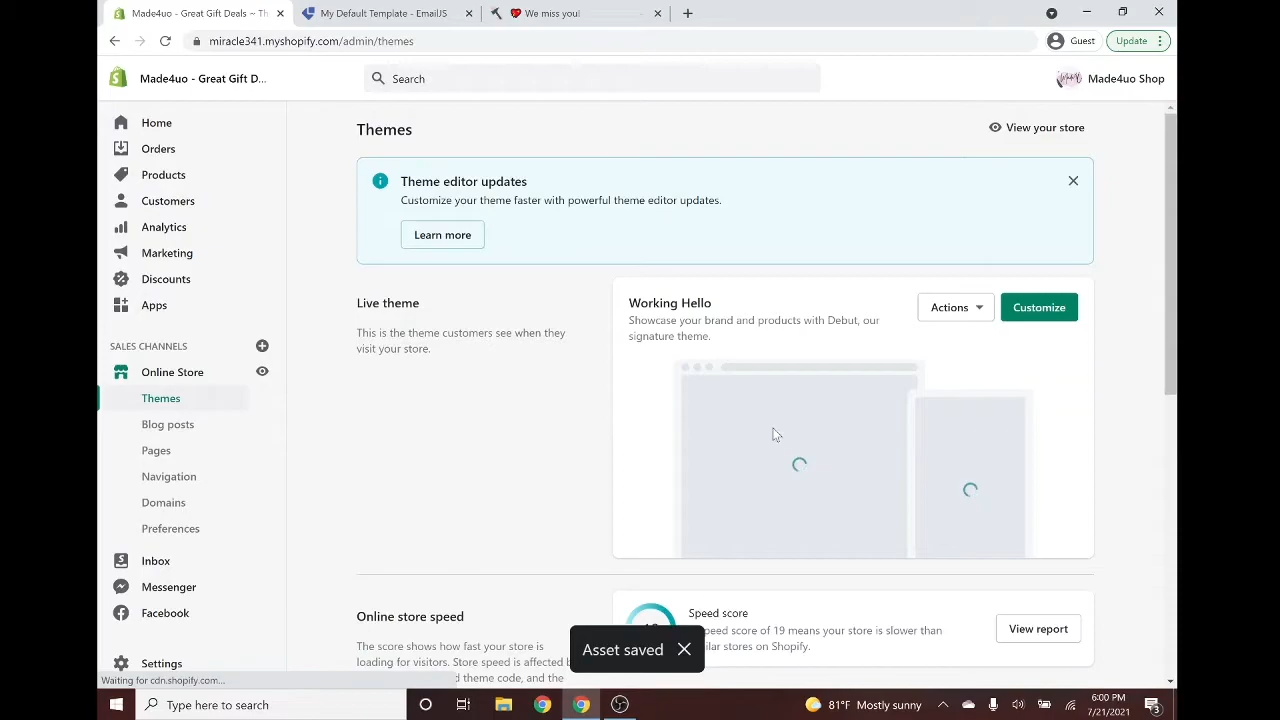 Made4uo - Great Gift Deals ~ Th
My Default Template - EmailJS
We miss you!
miracle341.myshopify.com/admin/themes
Guest
Update
Made4uo - Great Gift D...
Search
Made4uo Shop
Home
Orders
Products
Customers
Analytics
Marketing
Discounts
Apps
SALES CHANNELS
Online Store
Themes
Blog posts
Pages
Navigation
Domains
Preferences
Inbox
Messenger
Facebook
Settings
Waiting for cdn.shopify.com...
Themes
View your store
Theme editor updates
Customize your theme faster with powerful theme editor updates.
Learn more
Live theme
This is the theme customers see when they
visit your store.
Working Hello
Showcase your brand and products with Debut, our
signature theme.
Actions
Customize
Online store speed
The score shows how fast your store is
loading for visitors. Store speed is affected b
d theme code, and the
Speed score
peed score of 19 means your store is slower than
ilar stores on Shopify.
View report
Asset saved
Type here to search
81°F Mostly sunny
6:00 PM
7/21/2021
3